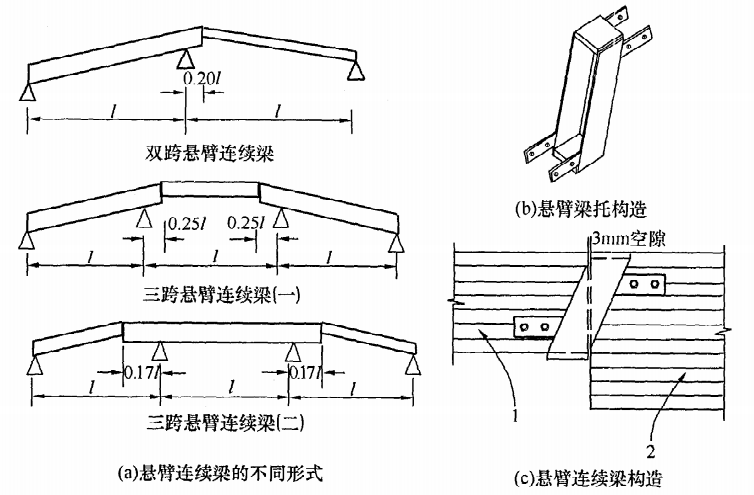 0.20l
l
l
双跨悬臂连续梁
0.25l
0.25l
l
l
l
三跨悬臂连续梁(一)
0.17l
0.17l
l
l
l
三跨悬臂连续梁(二)
(a)悬臂连续梁的不同形式
(b)悬臂梁托构造
3mm空隙
1
2
(c)悬臂连续梁构造